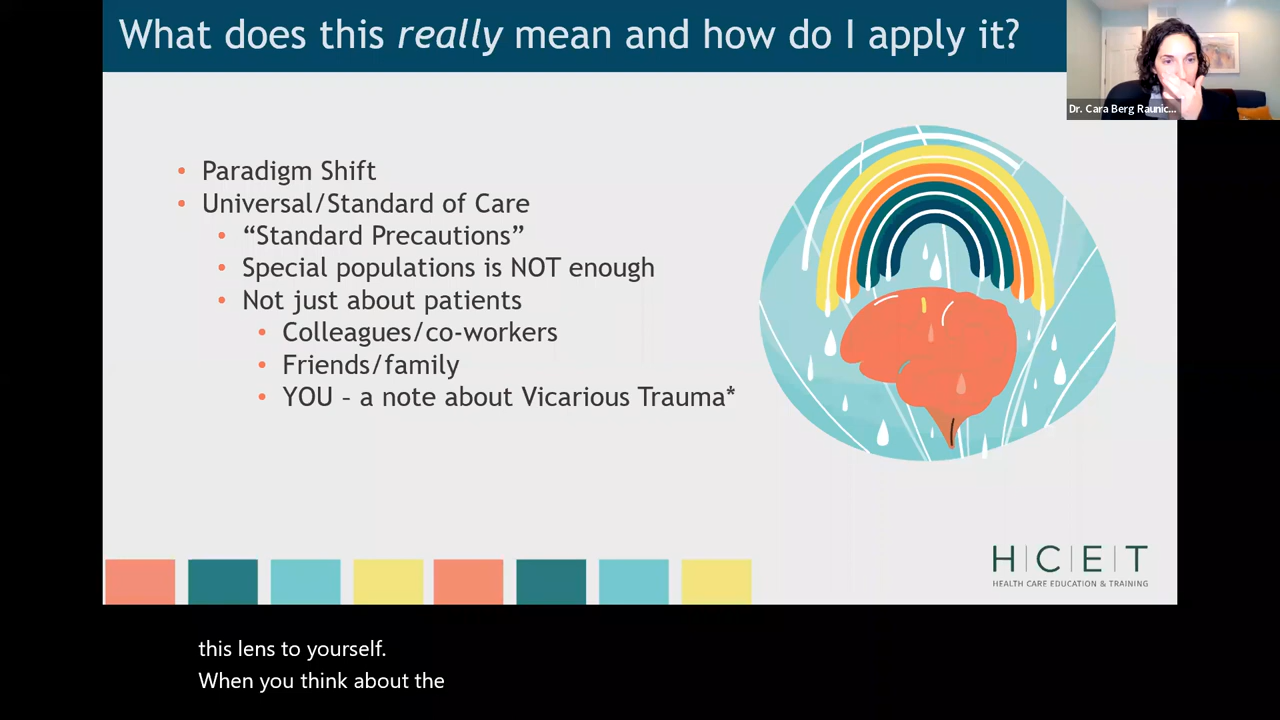 What does this really mean and how do I apply it?
Dr. Cara Berg Raunic...
• Paradigm Shift
• Universal/Standard of Care
• “Standard Precautions”
• Special populations is NOT enough
• Not just about patients
• Colleagues/co-workers
• Friends/family
• YOU – a note about Vicarious Trauma*
H|C|E|T
HEALTH CARE EDUCATION & TRAINING
this lens to yourself.
When you think about the